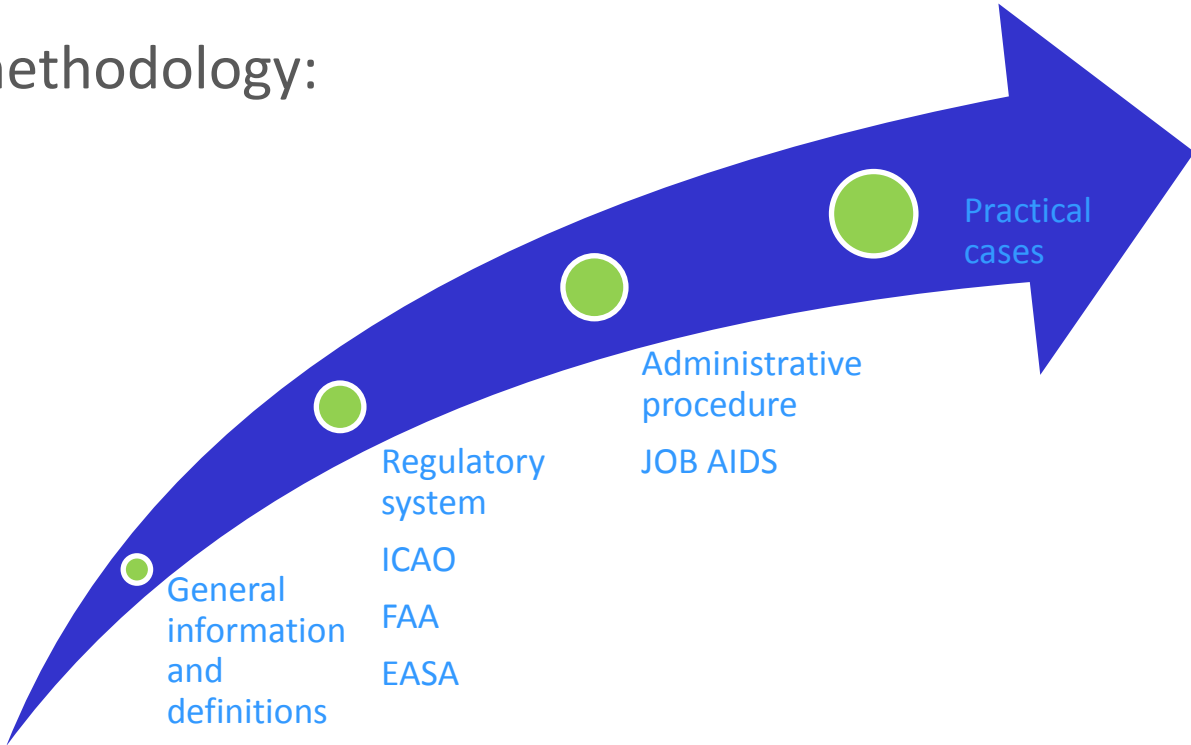 ethodology:
General
information
and
definitions
Regulatory
system
ICAO
FAA
EASA
Administrative
procedure
JOB AIDS
Practical
cases